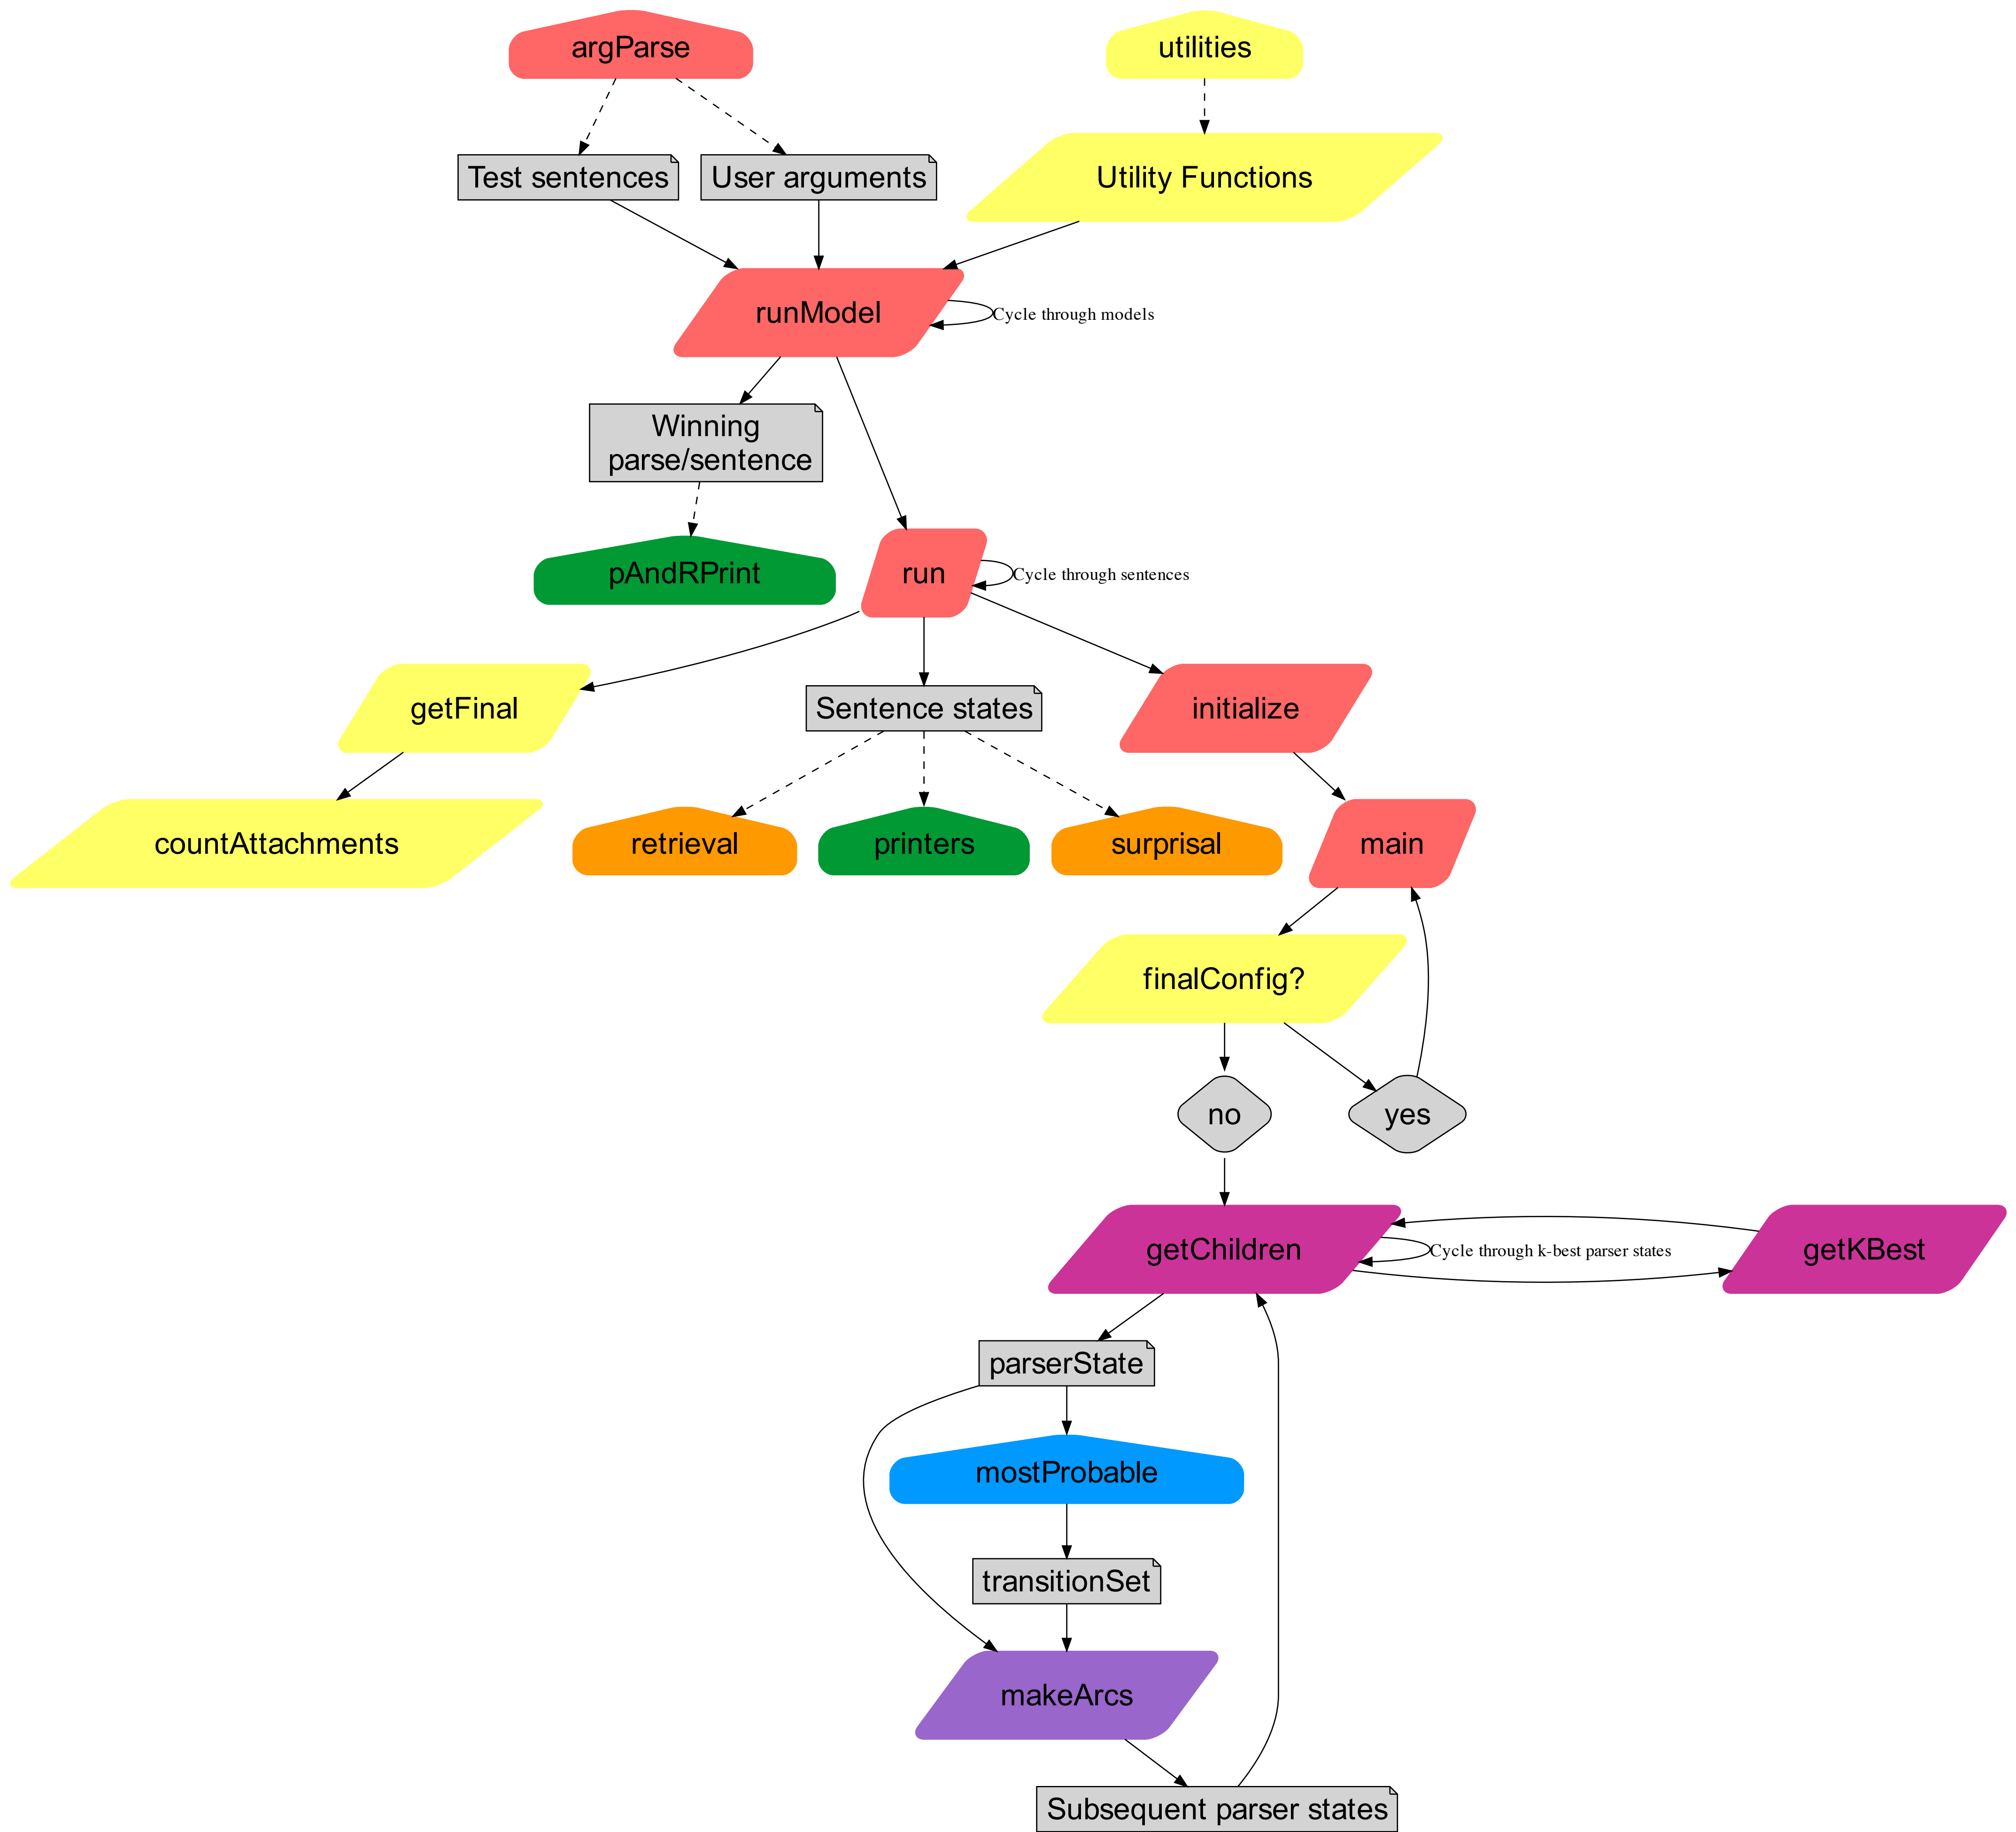 argParse
utilities
Test sentences
User arguments
Utility Functions
runModel
Cycle through models
Winning
parse/sentence
pAndRPrint
run
Cycle through sentences
getFinal
Sentence states
initialize
countAttachments
retrieval
printers
surprisal
main
finalConfig?
no
yes
getChildren
Cycle through k-best parser states
getKBest
parserState
mostProbable
transitionSet
makeArcs
Subsequent parser states